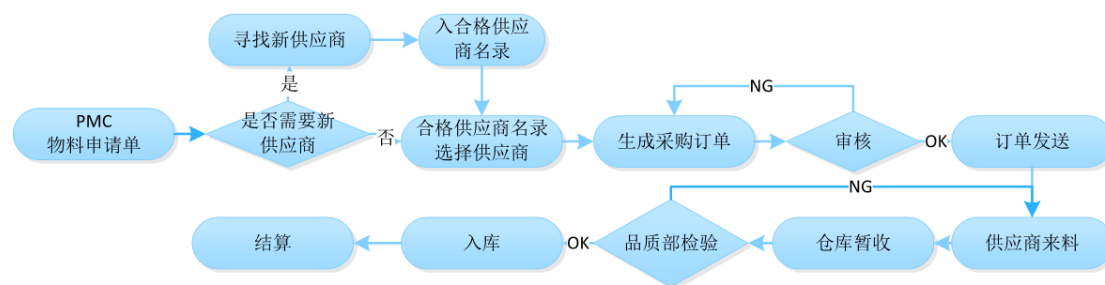 寻找新供应商
入合格供应
商名录
是
NG
PMC
物料申请单
是否需要新
供应商
否
合格供应商名录
选择供应商
生成采购订单
审核
OK
订单发送
NG
结算
入库
OK
品质部检验
仓库暂收
供应商来料